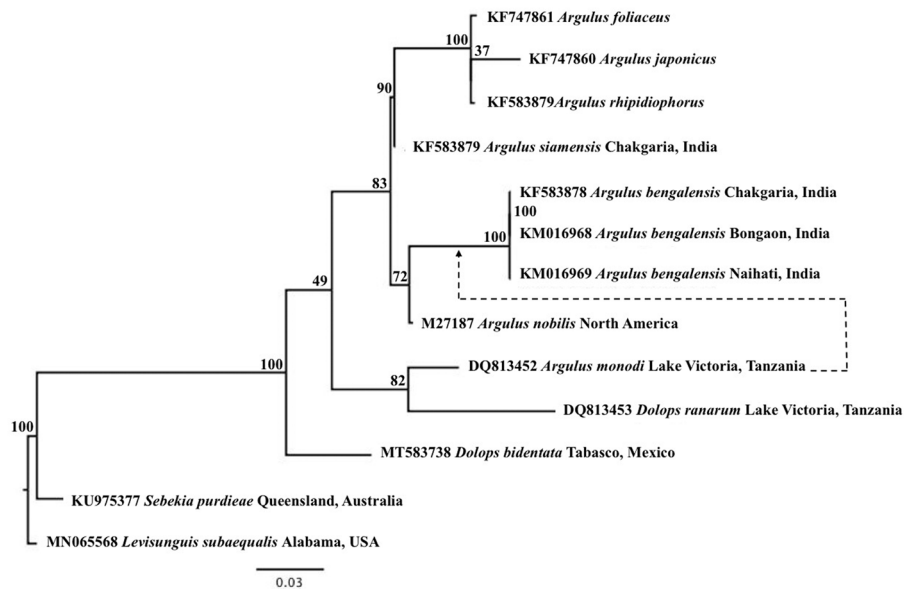 KF747861 Argulus foliaceus
100
37
KF747860 Argulus japonicus
90
KF583879Argulus rhipidiophorus
KF583879 Argulus siamensis Chakgaria, India
83
KF583878 Argulus bengalensis Chakgaria, India
100
100
KM016968 Argulus bengalensis Bongaon, India
KM016969 Argulus bengalensis Naihati, India
49
72
M27187 Argulus nobilis North America
100
DQ813452 Argulus monodi Lake Victoria, Tanzania
82
DQ813453 Dolops ranarum Lake Victoria, Tanzania
100
MT583738 Dolops bidentata Tabasco, Mexico
KU975377 Sebekia purdieae Queensland, Australia
MN065568 Levisunguis subaequalis Alabama, USA
0.03